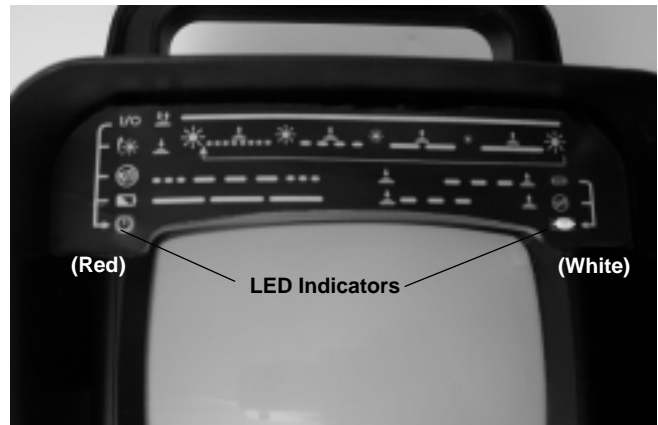 I/O
(Red)
LED Indicators
(White)